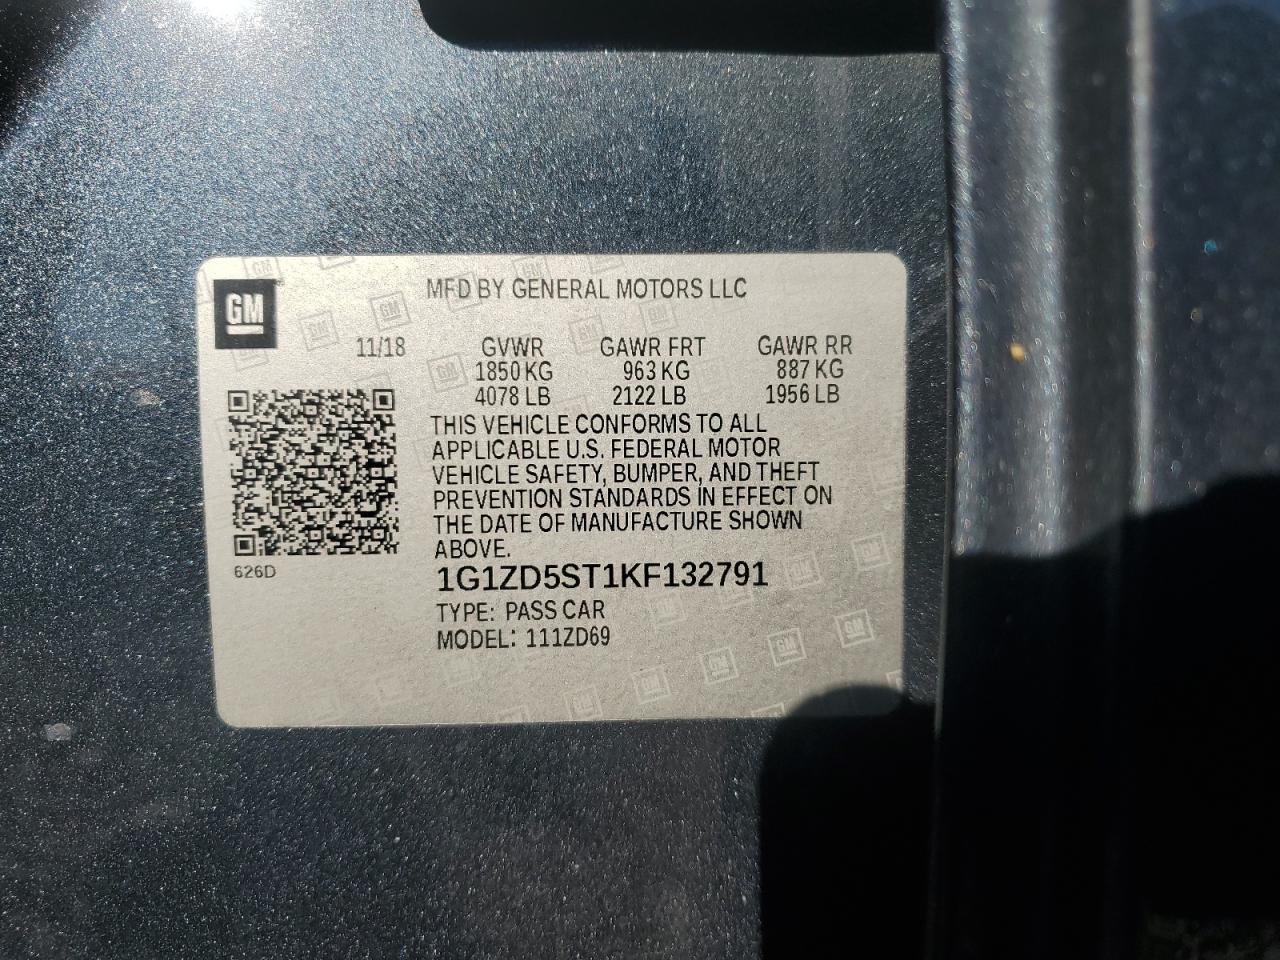 MFD BY GENERAL MOTORS LLC
GM
11/18 GVWR GAWR FRT GAWR RR
1850 KG 963 KG 887 KG
4078 LB 2122 LB 1956 LB
THIS VEHICLE CONFORMS TO ALL
APPLICABLE U.S. FEDERAL MOTOR
VEHICLE SAFETY, BUMPER, AND THEFT
PREVENTION STANDARDS IN EFFECT ON
THE DATE OF MANUFACTURE SHOWN
ABOVE.
626D
1G1ZD5ST1KF132791
TYPE: PASS CAR
MODEL: 111ZD69